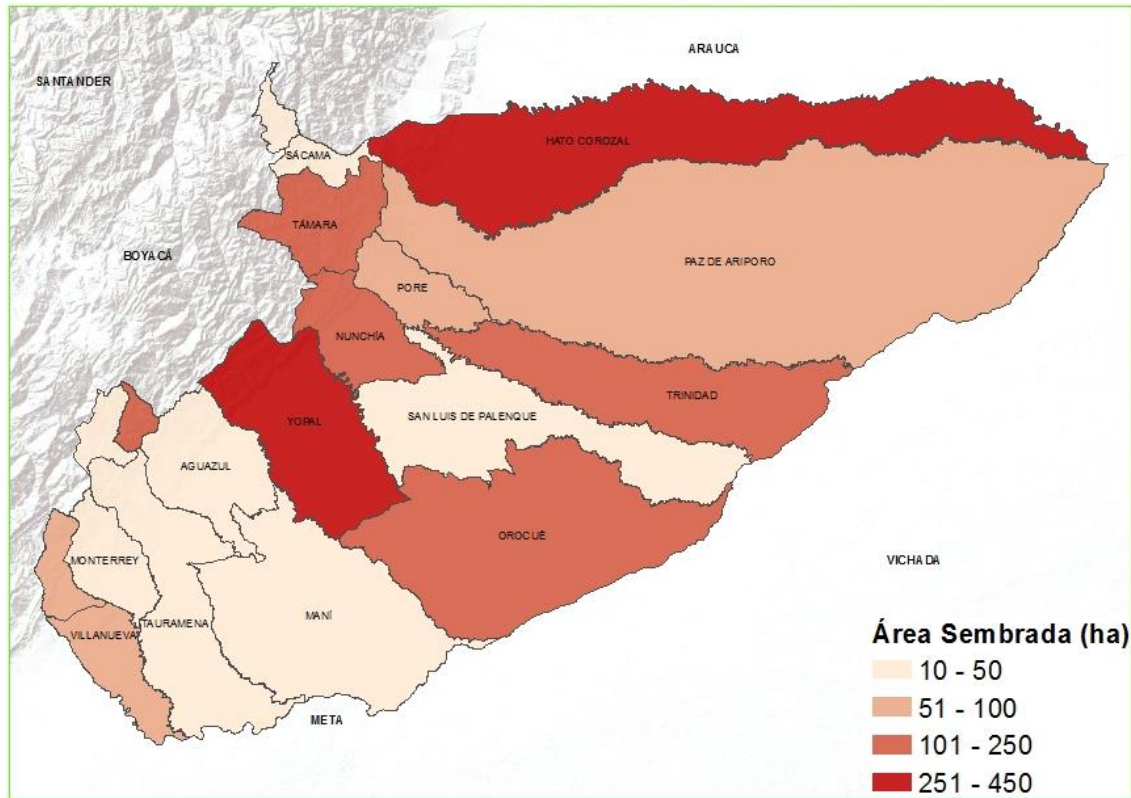 ARAUCA
SANTANDER
HATO COROZAL
SÁCAMA
TÁMARA
BOYACÁ
PAZ DE ARIPORO
PORE
NUNCHÍA
TRINIDAD
SAN LUIS DE PALENQUE
YOPAL
AGUAZUL
OROCUÉ
MONTERREY
VICHADA
MANÍ
TAURAMENA
VILLANUEVA
META
Área Sembrada (ha)
10 - 50
51 - 100
101 - 250
251 - 450